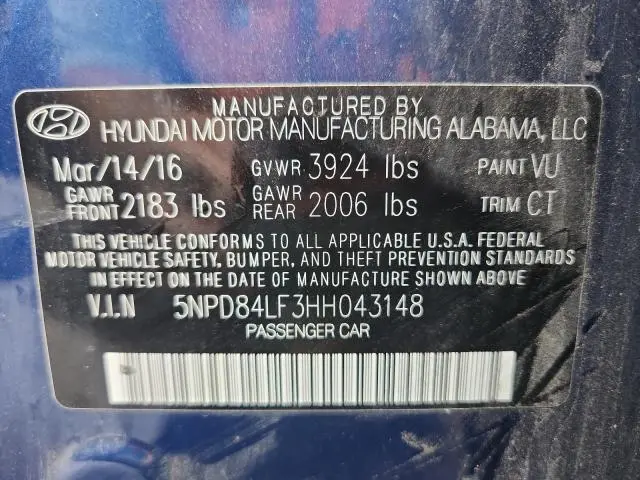 MANUFACTURED BY
HYUNDAI MOTOR MANUFACTURING ALABAMA, LLC
Mar/14/16 GVWR 3924 lbs PAINT VU
GAWR FRONT 2183 lbs GAWR REAR 2006 lbs TRIM CT
THIS VEHICLE CONFORMS TO ALL APPLICABLE U.S.A. FEDERAL
MOTOR VEHICLE SAFETY, BUMPER, AND THEFT PREVENTION STANDARDS
IN EFFECT ON THE DATE OF MANUFACTURE SHOWN ABOVE
V.I.N 5NPD84LF3HH043148
PASSENGER CAR